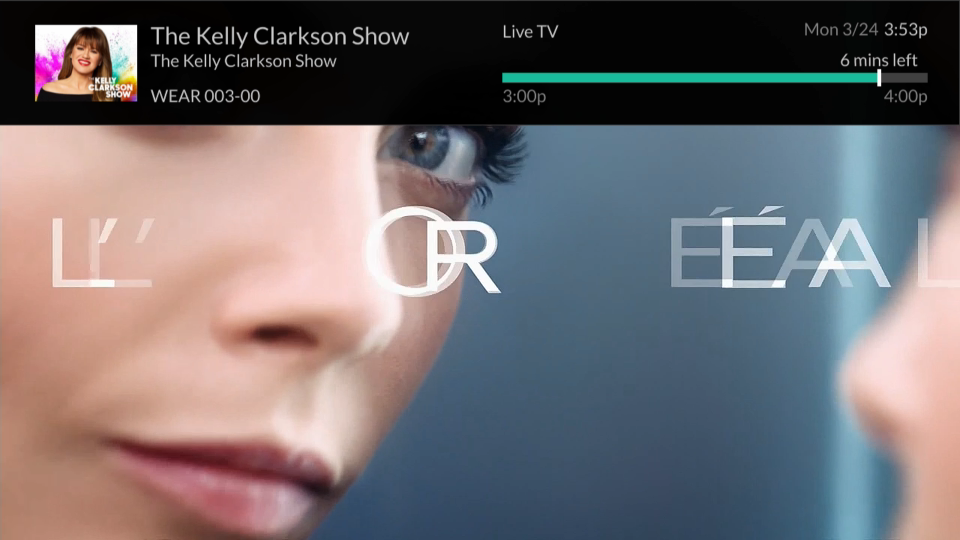 The Kelly Clarkson Show
The Kelly Clarkson Show
WEAR 003-00
KELLY
CLARKSON
SHOW
Live TV
Mon 3/24 3:53p
6 mins left
3:00p
4:00p
L'ORÉAL